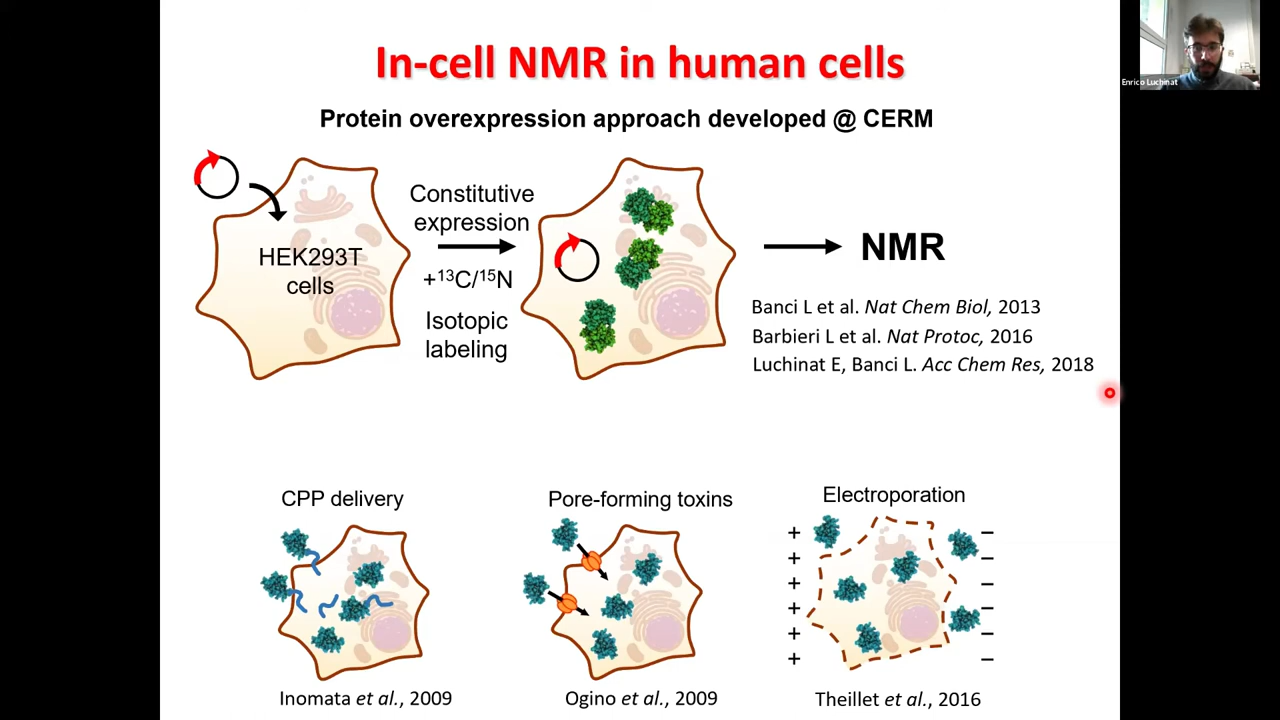 In-cell NMR in human cells
Enrico Luchinat
Protein overexpression approach developed @ CERM
HEK293T
cells
Constitutive
expression
+¹³C/¹⁵N
Isotopic
labeling
NMR
Banci L et al. Nat Chem Biol, 2013
Barbieri L et al. Nat Protoc, 2016
Luchinat E, Banci L. Acc Chem Res, 2018
CPP delivery
Inomata et al., 2009
Pore-forming toxins
Ogino et al., 2009
Electroporation
+ −
+ −
+ −
+ −
+ −
+ −
Theillet et al., 2016